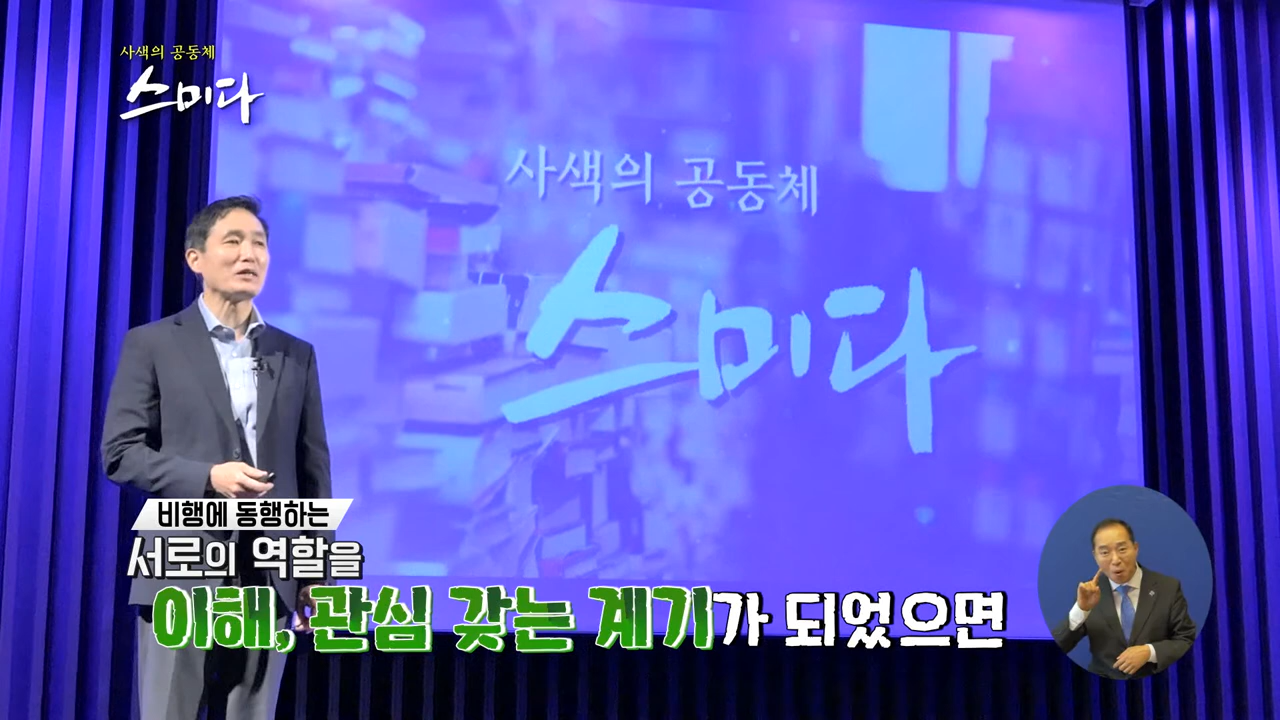 사색의 공동체
스미다
사색의 공동체
스미다
비행에 동행하는
서로의 역할을
이해, 관심 갖는 계기가 되었으면